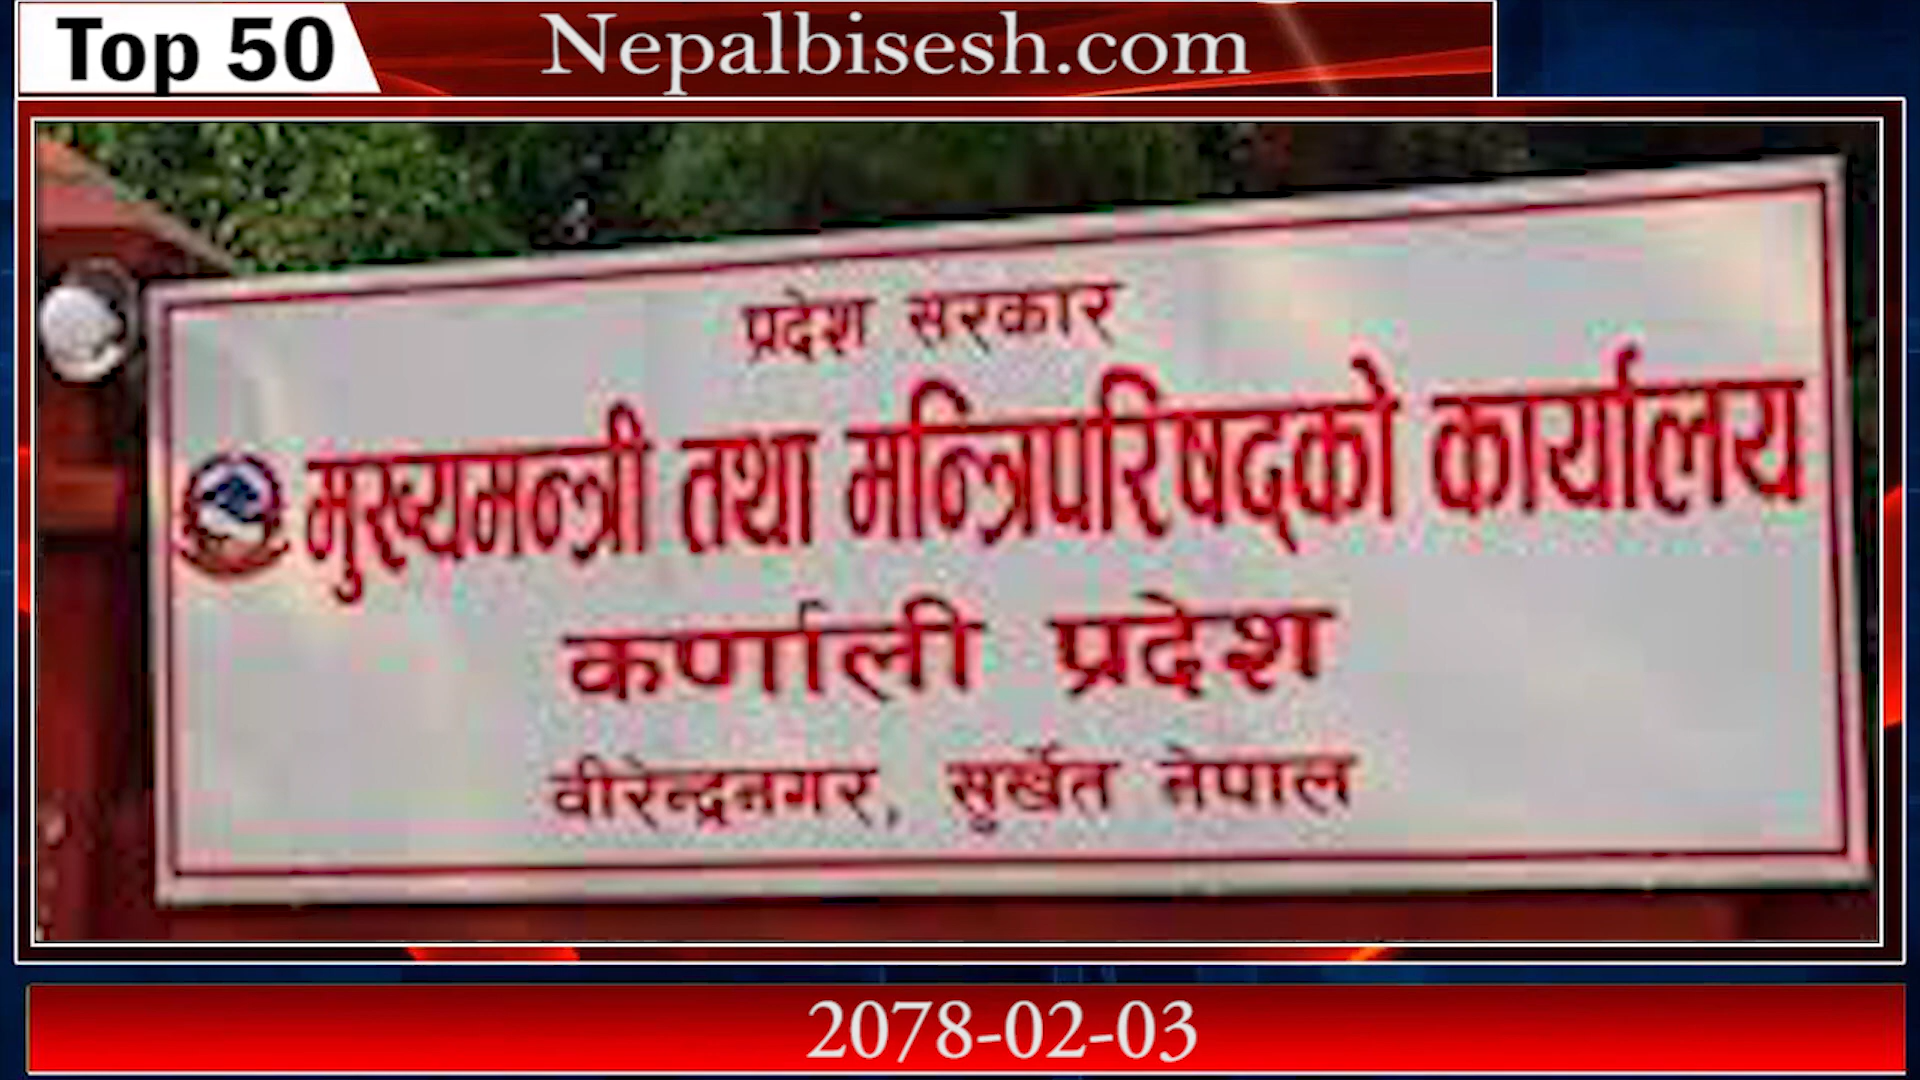 Top 50
Nepalbisesh.com
प्रदेश सरकार
मुख्यमन्त्री तथा मन्त्रिपरिषद्को कार्यालय
कर्णाली प्रदेश
वीरेन्द्रनगर, सुर्खेत नेपाल
2078-02-03